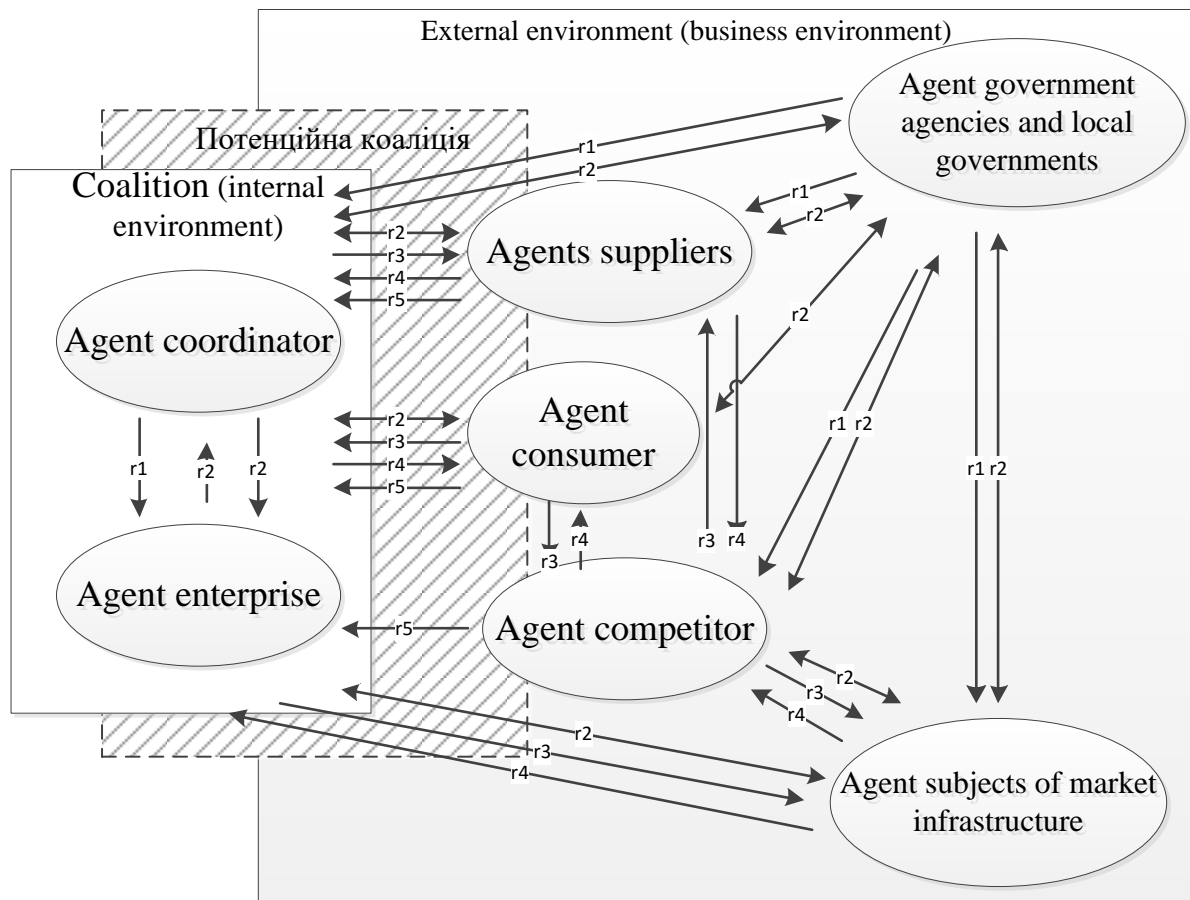 External environment (business environment)
Agent government
agencies and local
governments
Потенційна коаліція
r1
r2
Coalition (internal
environment)
r1
r2
r2
r3
r4
r5
Agents suppliers
Agent coordinator
r2
r2
r3
r4
r5
Agent
consumer
r1
r2
r1
r2
r2
r1
r2
r3
r4
r3
r4
Agent enterprise
r5
Agent competitor
r2
r3
r4
r2
r3
r4
Agent subjects of market
infrastructure